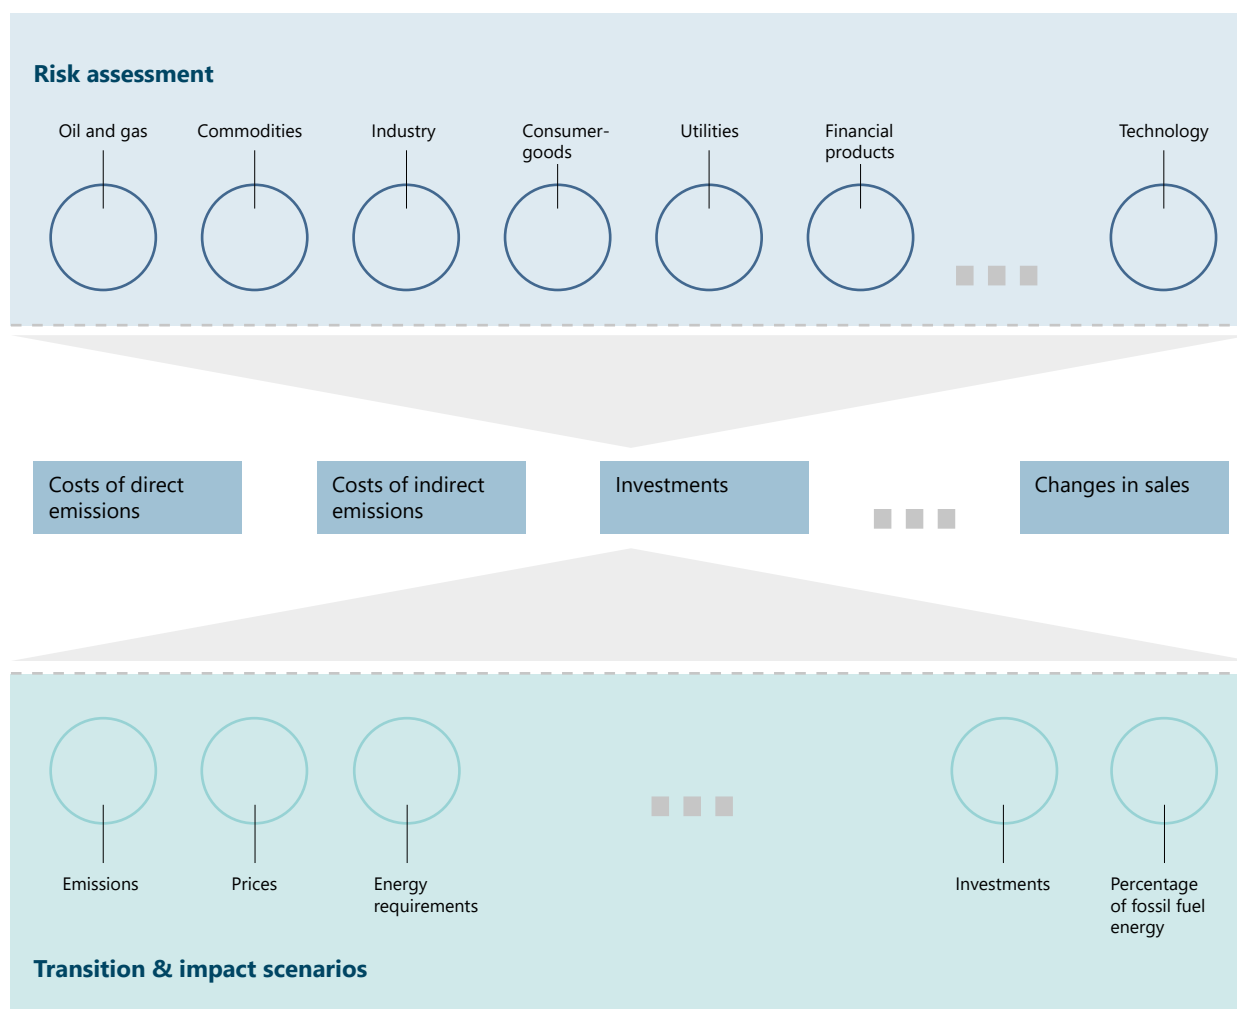 Risk assessment
Oil and gas
Commodities
Industry
Consumer-
goods
Utilities
Financial
products
Technology
Costs of direct
emissions
Costs of indirect
emissions
Investments
Changes in sales
Emissions
Prices
Energy
requirements
Investments
Percentage
of fossil fuel
energy
Transition & impact scenarios